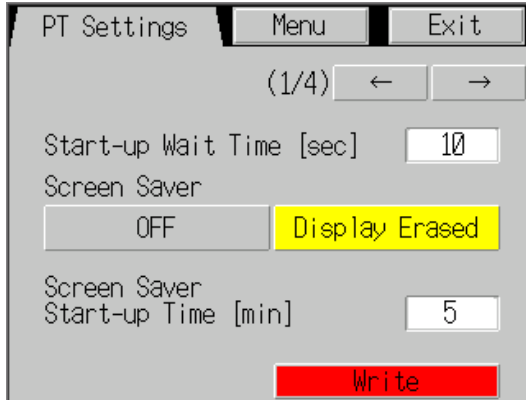 PT Settings Menu Exit
(1/4) ← →
Start-up Wait Time [sec] 10
Screen Saver
OFF Display Erased
Screen Saver
Start-up Time [min] 5
Write